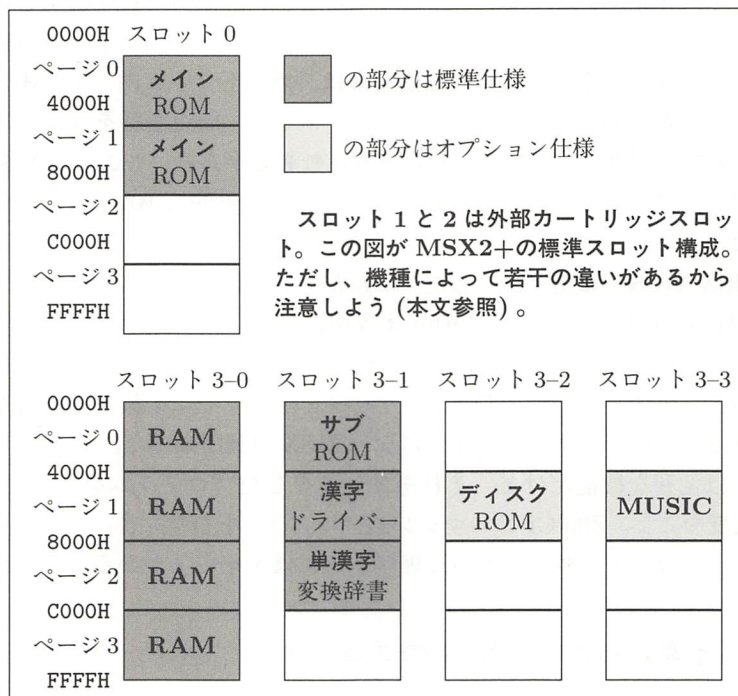 0000H スロット 0
ページ 0
メイン
ROM
4000H
ページ 1
メイン
ROM
8000H
ページ 2
C000H
ページ 3
FFFFH
の部分は標準仕様
の部分はオプション仕様
スロット 1 と 2 は外部カートリッジスロッ
ト。この図が MSX2+の標準スロット構成。
ただし、機種によって若干の違いがあるから
注意しよう (本文参照) 。
スロット 3–0 スロット 3–1 スロット 3–2 スロット 3–3
0000H
ページ 0 RAM
サブ
ROM
4000H
ページ 1 RAM
漢字
ドライバー
ディスク
ROM
MUSIC
8000H
ページ 2 RAM
単漢字
変換辞書
C000H
ページ 3 RAM
FFFFH